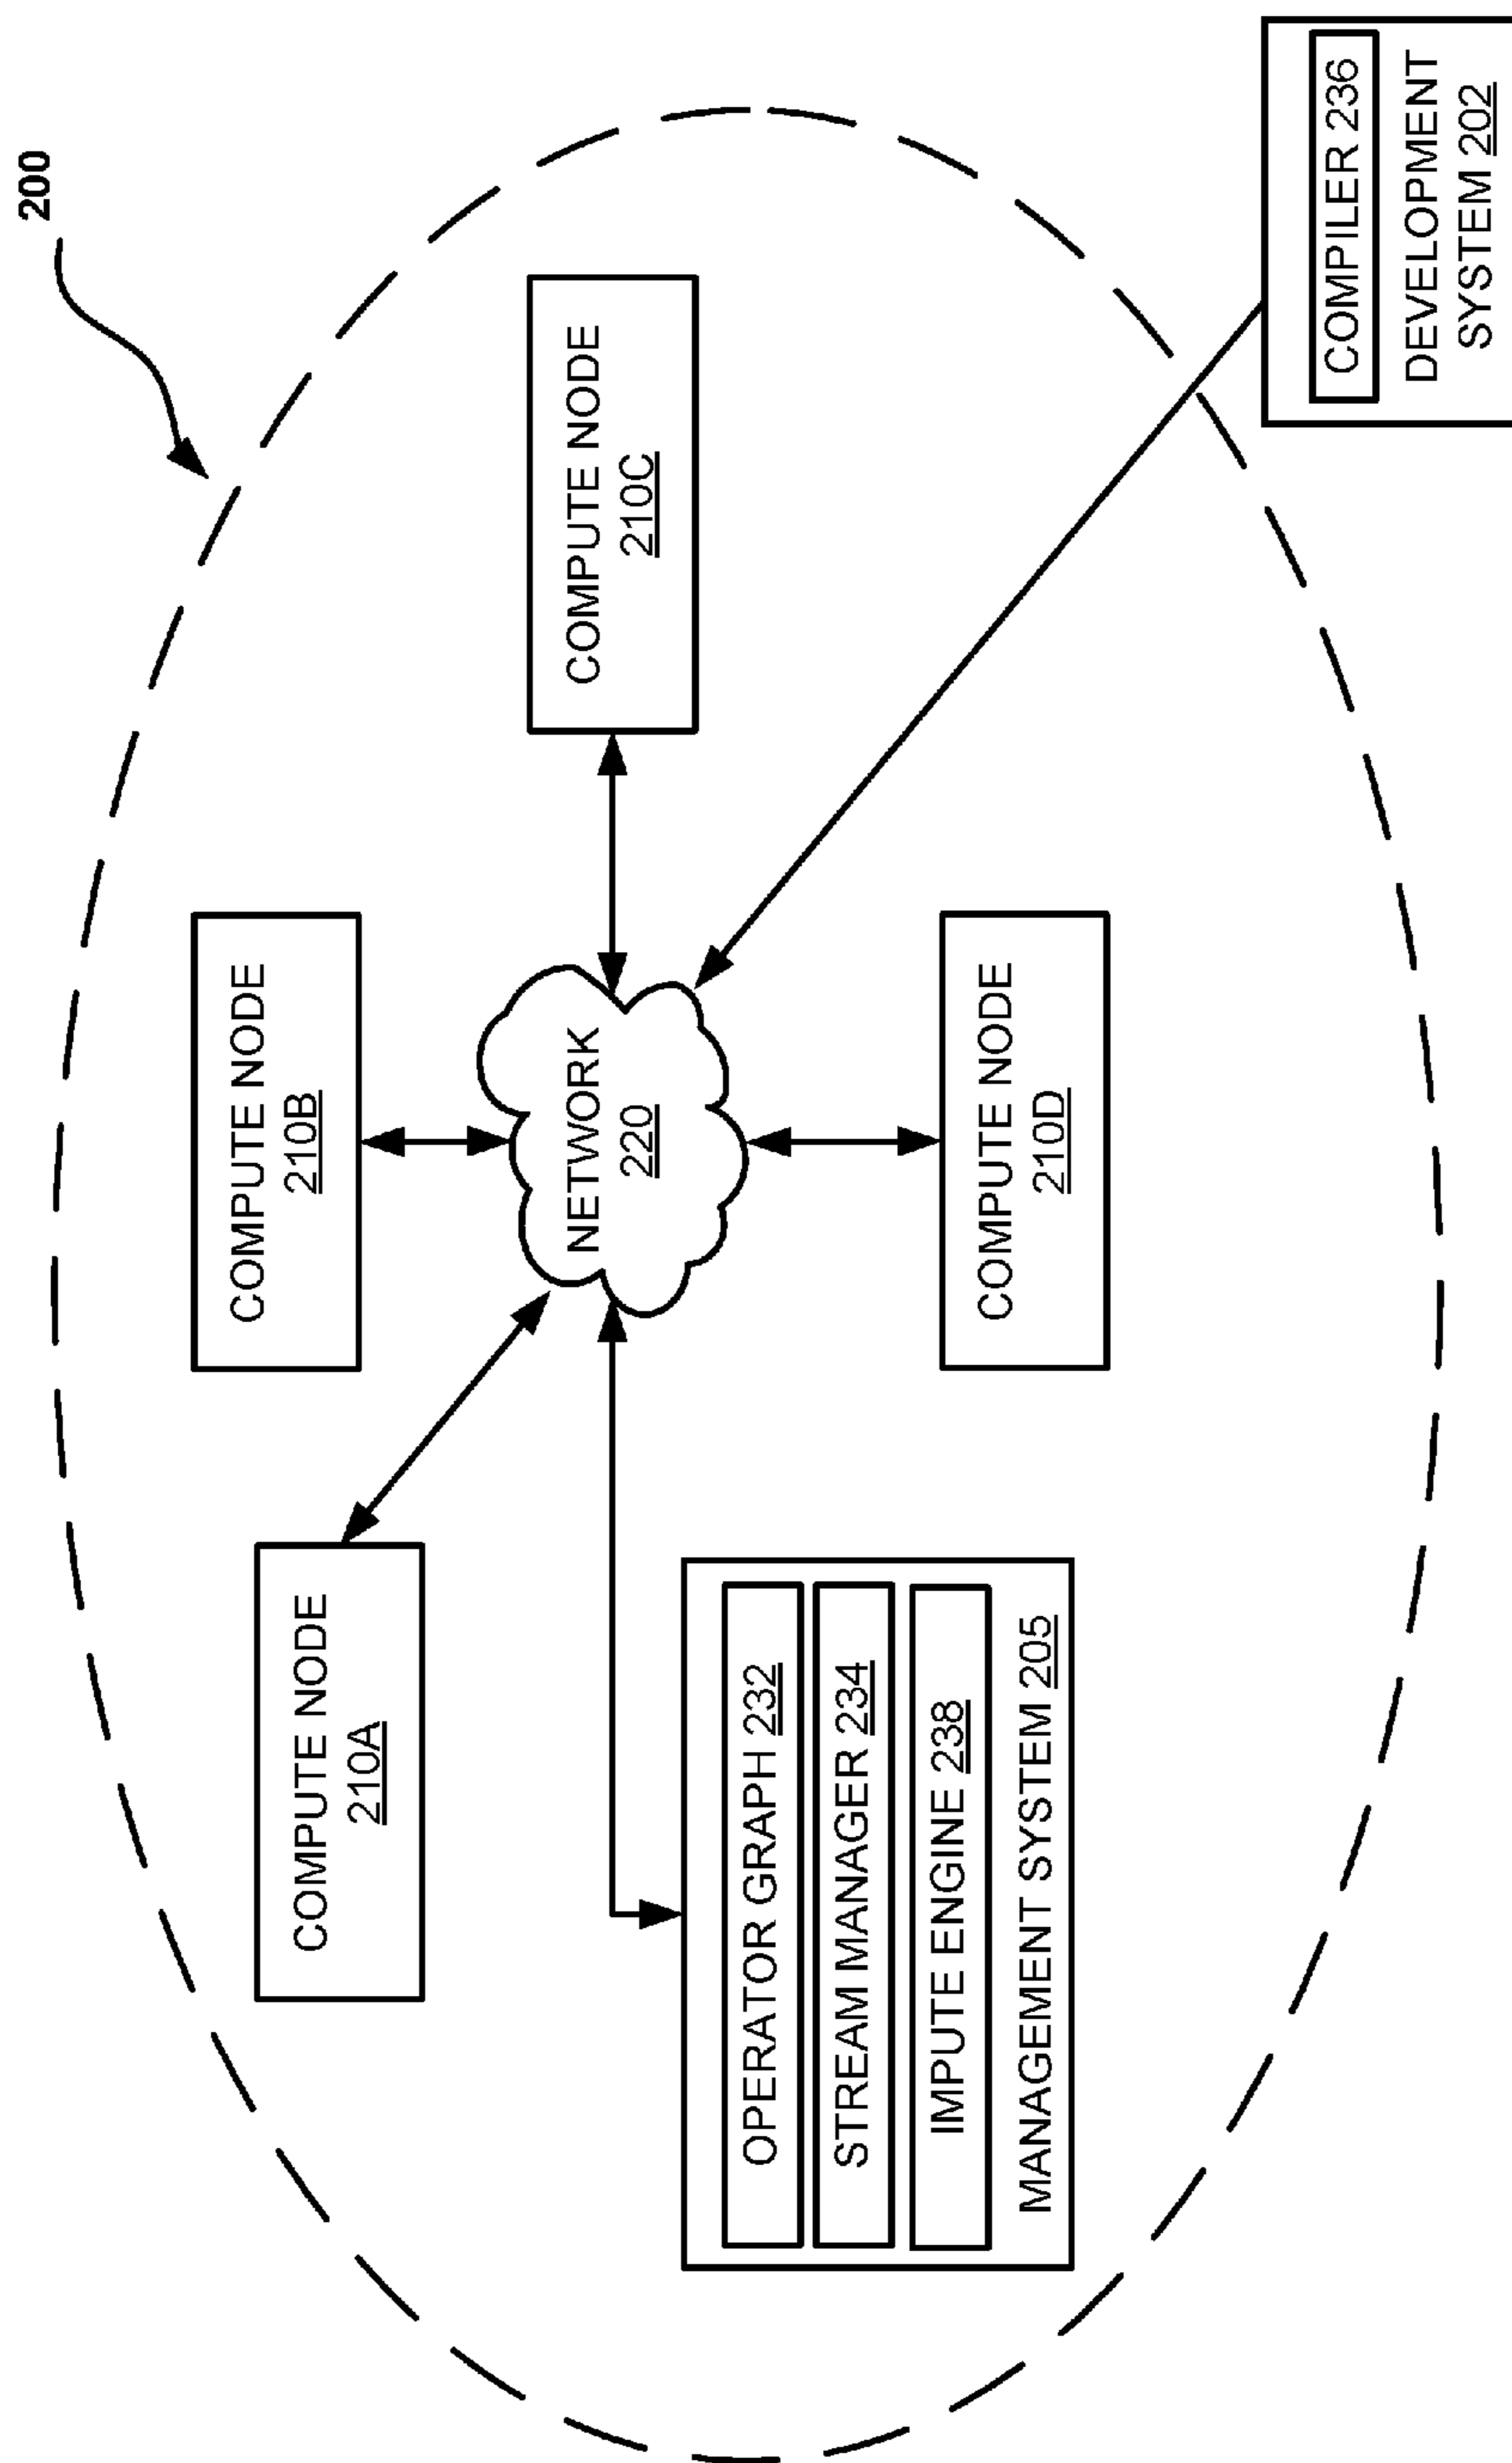 200
COMPUTE NODE
210B
COMPUTE NODE
210A
COMPUTE NODE
210C
NETWORK
220
OPERATOR GRAPH 232
STREAM MANAGER 234
IMPUTE ENGINE 238
MANAGEMENT SYSTEM 205
COMPUTE NODE
210D
COMPILER 236
DEVELOPMENT
SYSTEM 202